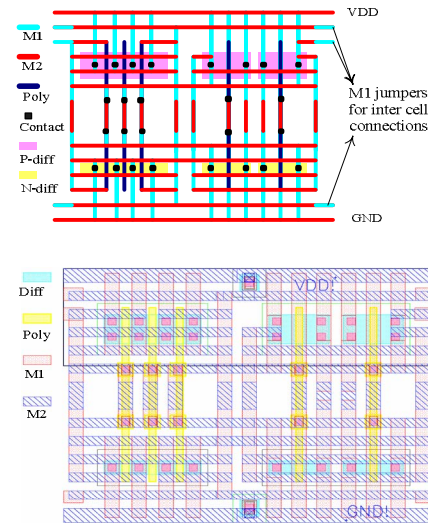 VDD
M1
M2
Poly
Contact
P-diff
N-diff
M1 jumpers
for inter cell
connections
GND
VDD!
Diff
Poly
M1
M2
GND!